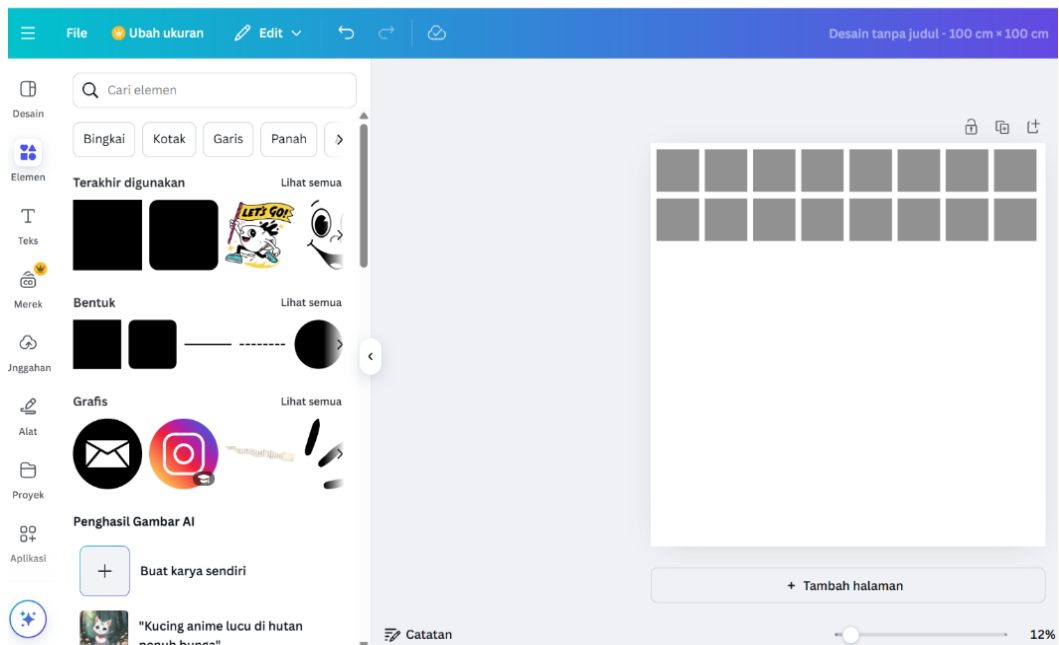 File
Ubah ukuran
Edit
Desain tanpa judul - 100 cm × 100 cm
Desain
Elemen
Teks
Merek
Jnggahan
Alat
Proyek
Aplikasi
Cari elemen
Bingkai
Kotak
Garis
Panah
Terakhir digunakan
Lihat semua
LET'S GO!
Bentuk
Lihat semua
Grafis
Lihat semua
Penghasil Gambar AI
Buat karya sendiri
"Kucing anime lucu di hutan
penuh bunga"
+ Tambah halaman
Catatan
12%